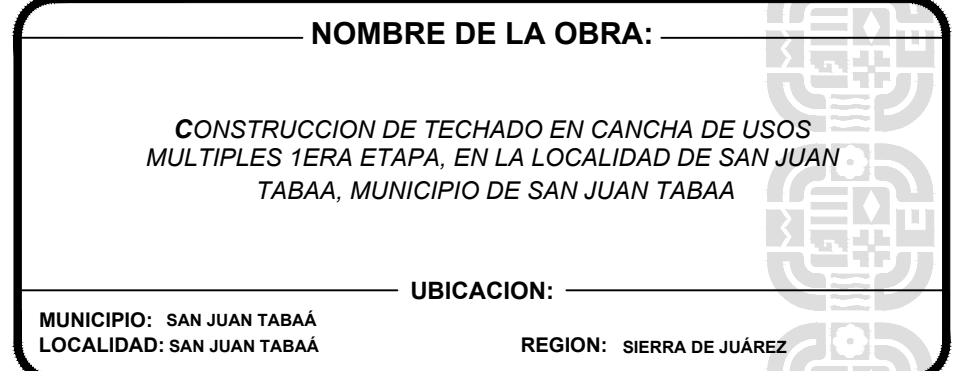 NOMBRE DE LA OBRA:
CONSTRUCCION DE TECHADO EN CANCHA DE USOS
MULTIPLES 1ERA ETAPA, EN LA LOCALIDAD DE SAN JUAN
TABAA, MUNICIPIO DE SAN JUAN TABAA
UBICACION:
MUNICIPIO: SAN JUAN TABAÁ
LOCALIDAD: SAN JUAN TABAÁ REGION: SIERRA DE JUÁREZ